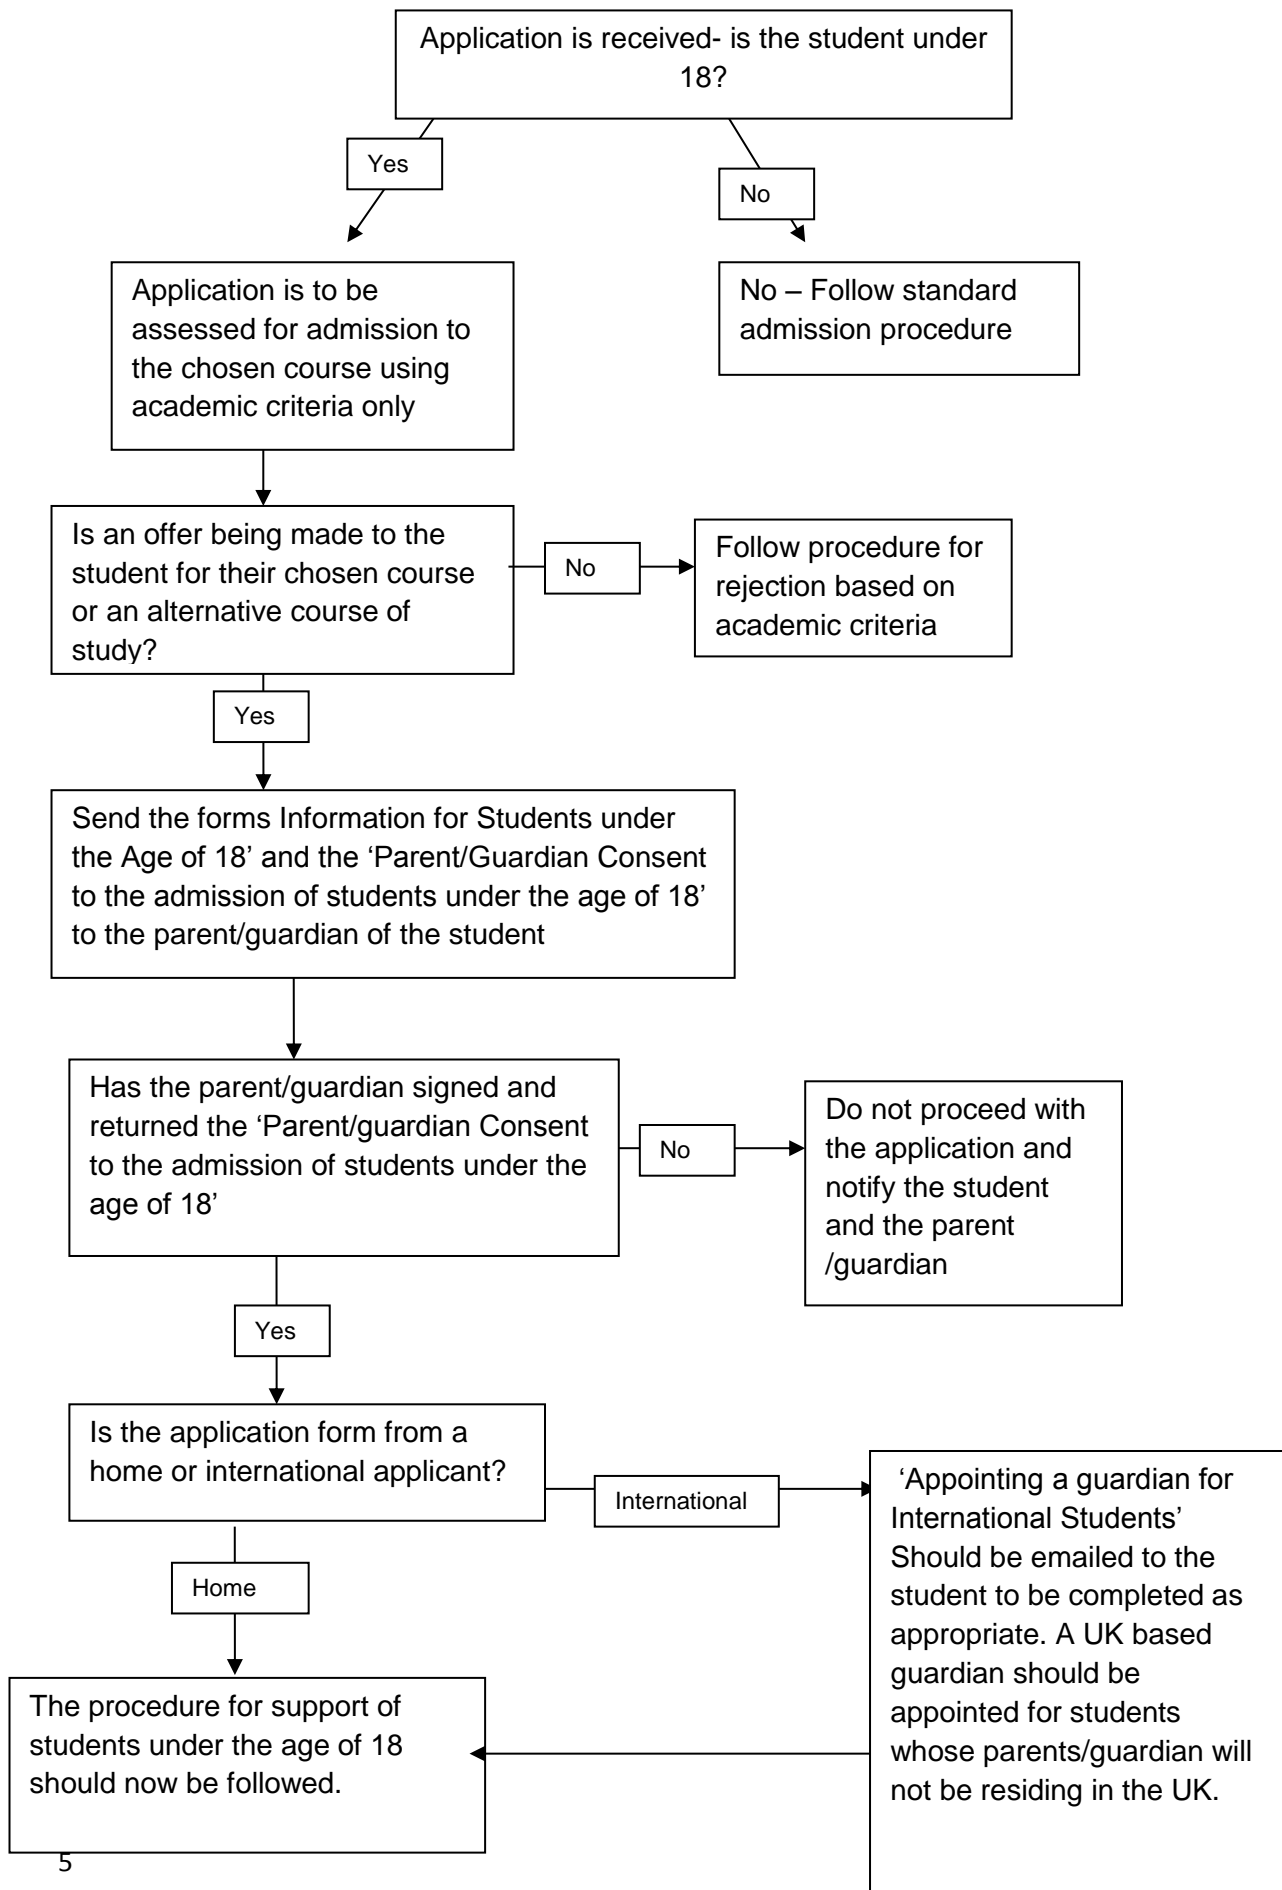 Application is received- is the student under
18?
Yes
No
Application is to be
assessed for admission to
the chosen course using
academic criteria only
No – Follow standard
admission procedure
Is an offer being made to the
student for their chosen course
or an alternative course of
study?
No
Follow procedure for
rejection based on
academic criteria
Yes
Send the forms Information for Students under
the Age of 18’ and the ‘Parent/Guardian Consent
to the admission of students under the age of 18’
to the parent/guardian of the student
Has the parent/guardian signed and
returned the ‘Parent/guardian Consent
to the admission of students under the
age of 18’
No
Do not proceed with
the application and
notify the student
and the parent
/guardian
Yes
Is the application form from a
home or international applicant?
International
‘Appointing a guardian for
International Students’
Should be emailed to the
student to be completed as
appropriate. A UK based
guardian should be
appointed for students
whose parents/guardian will
not be residing in the UK.
Home
The procedure for support of
students under the age of 18
should now be followed.
5